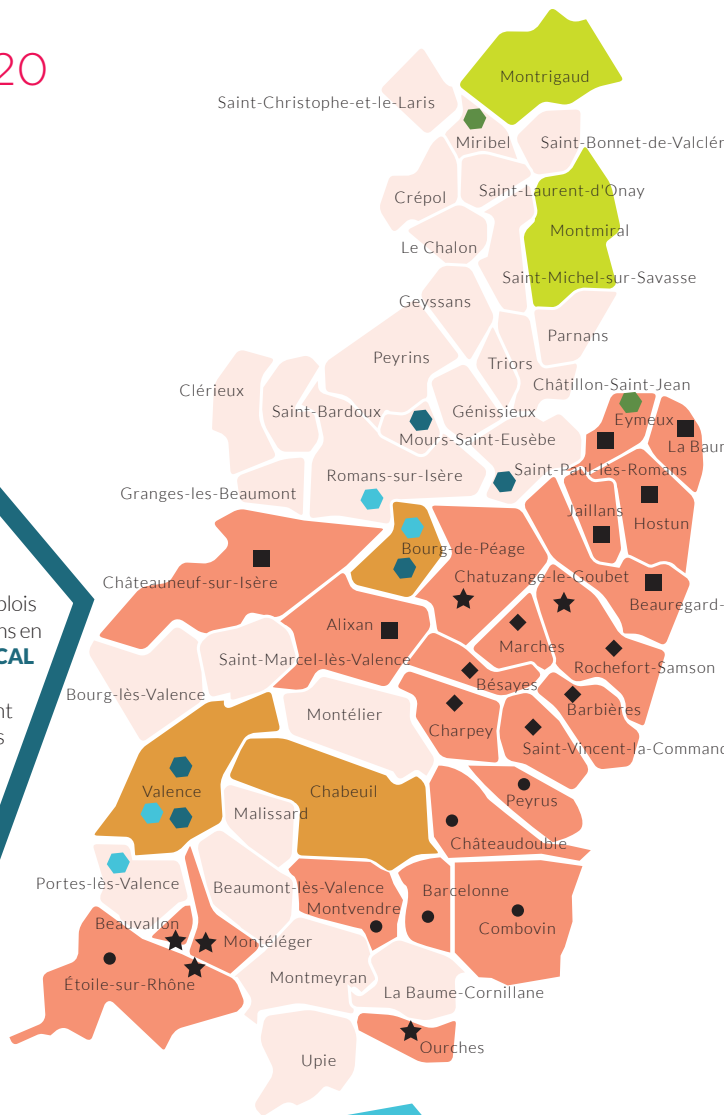 20
Montrigaud
Saint-Christophe-et-le-Laris
Miribel
Saint-Bonnet-de-Valclér
Saint-Laurent-d'Onay
Crépol
Montmiral
Le Chalon
Saint-Michel-sur-Savasse
Geyssans
Parnans
Peyrins
Triors
Châtillon-Saint-Jean
Clérieux
Saint-Bardoux
Génissieux
Eymeux
Mours-Saint-Eusèbe
La Baum
Saint-Paul-lès-Romans
Romans-sur-Isère
Granges-les-Beaumont
Jaillans
Hostun
Bourg-de-Péage
Chatuzange-le-Goubet
Châteauneuf-sur-Isère
plois
Beauregard-
Alixan
ns en
Marches
CAL
Saint-Marcel-lès-Valence
Rochefort-Samson
Bésayes
Bourg-lès-Valence
Barbières
nt
Montélier
Charpey
s
Saint-Vincent-la-Command
Valence
Chabeuil
Peyrus
Malissard
Châteaudouble
Portes-lès-Valence
Beaumont-lès-Valence
Barcelonne
Montvendre
Beauvallon
Combovin
Montéléger
Étoile-sur-Rhône
Montmeyran
La Baume-Cornillane
Ourches
Upie